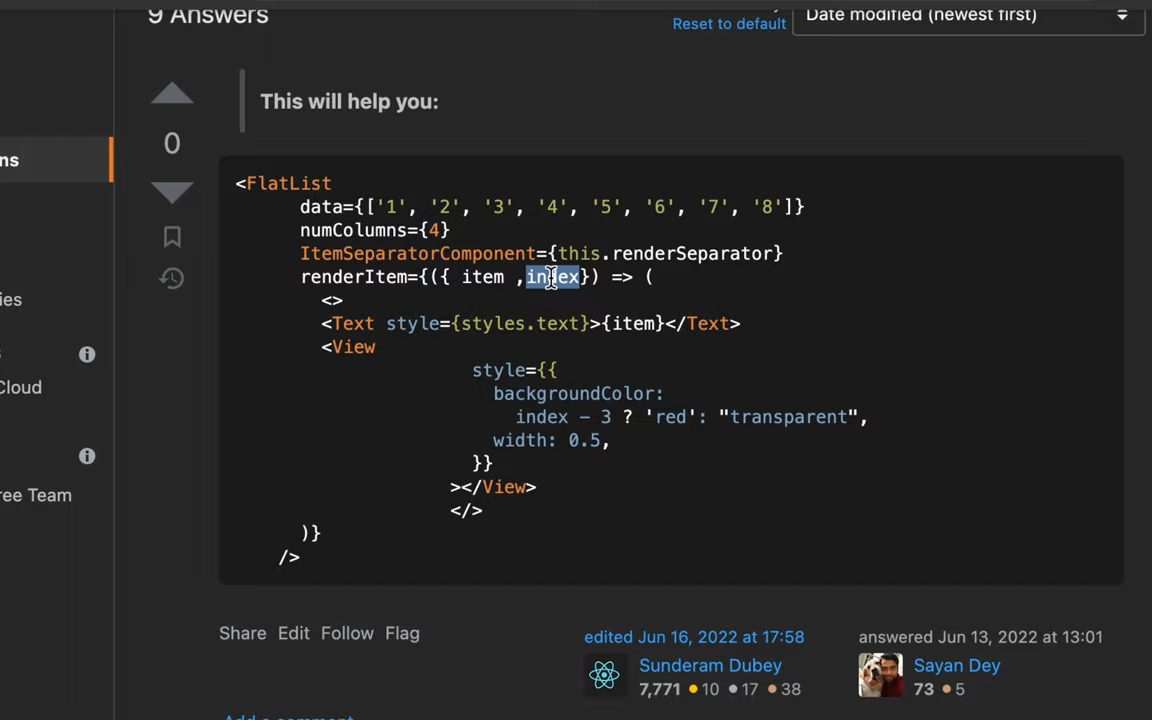 9 Answers
Reset to default
Date modified (newest first)
This will help you:
0
ns
<FlatList
data={['1', '2', '3', '4', '5', '6', '7', '8']}
numColumns={4}
ItemSeparatorComponent={this.renderSeparator}
renderItem={({ item ,index}) => (
<>
<Text style={styles.text}>{item}</Text>
<View
style={{
backgroundColor:
index - 3 ? 'red': "transparent",
width: 0.5,
}}
></View>
</>
)}
/>
ies
Cloud
ree Team
Share Edit Follow Flag
edited Jun 16, 2022 at 17:58
Sunderam Dubey
7,771 10 17 38
answered Jun 13, 2022 at 13:01
Sayan Dey
73 5
Add a comment